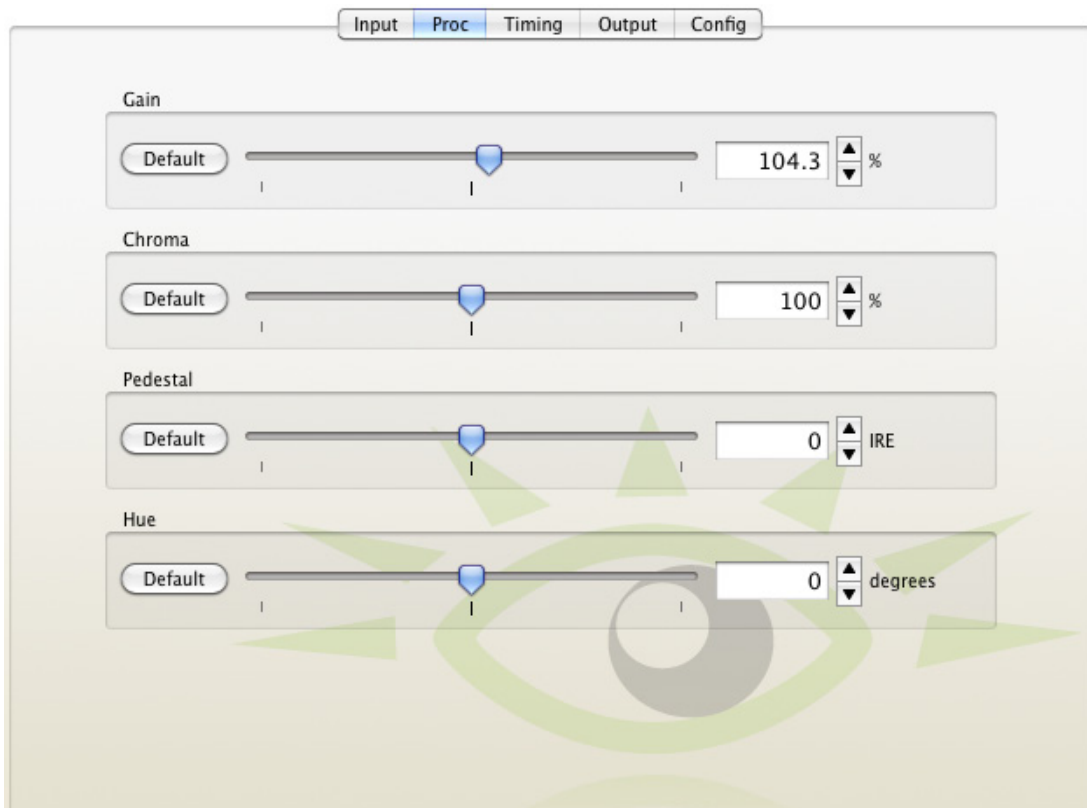 Input Proc Timing Output Config
Gain
Default 104.3 %
Chroma
Default 100 %
Pedestal
Default 0 IRE
Hue
Default 0 degrees